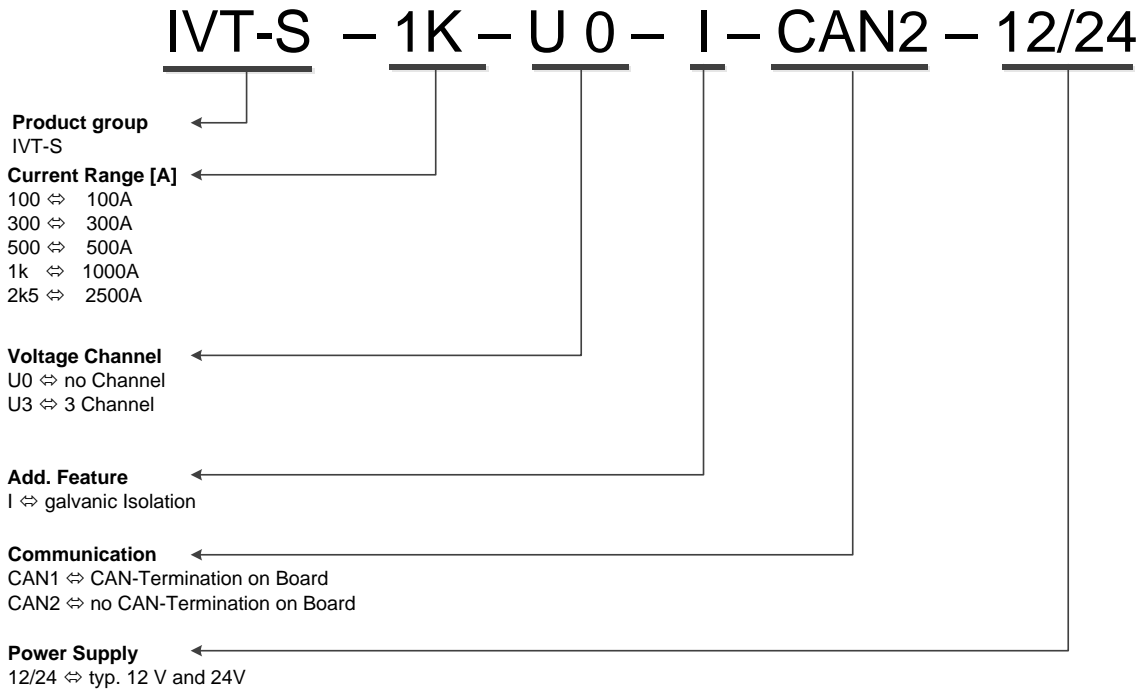 IVT-S – 1K – U 0 – I – CAN2 – 12/24
Product group
IVT-S
Current Range [A]
100 ⇔ 100A
300 ⇔ 300A
500 ⇔ 500A
1k ⇔ 1000A
2k5 ⇔ 2500A
Voltage Channel
U0 ⇔ no Channel
U3 ⇔ 3 Channel
Add. Feature
I ⇔ galvanic Isolation
Communication
CAN1 ⇔ CAN-Termination on Board
CAN2 ⇔ no CAN-Termination on Board
Power Supply
12/24 ⇔ typ. 12 V and 24V